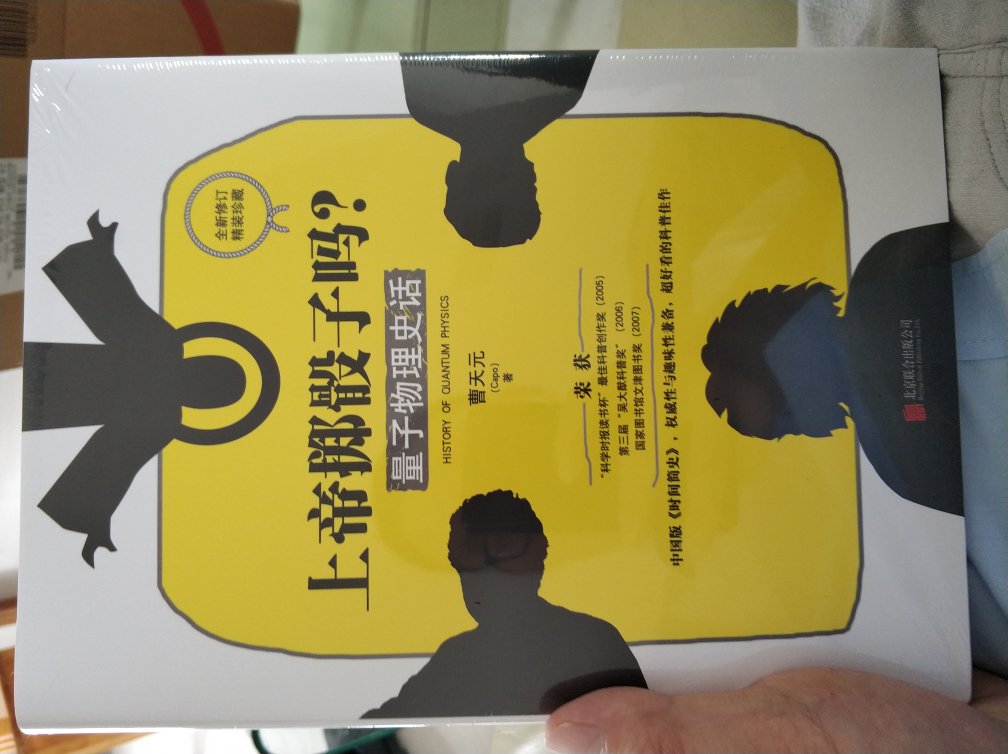 全新修订
精装珍藏
上帝掷骰子吗?
量子物理史话
HISTORY OF QUANTUM PHYSICS
曹天元
(Capo)
著
荣获
“科学时报读书杯”最佳科普创作奖(2005)
第三届“吴大猷科普奖”(2006)
国家图书馆文津图书奖(2007)
中国版《时间简史》,权威性与趣味性兼备,超好看的科普佳作
北京联合出版公司